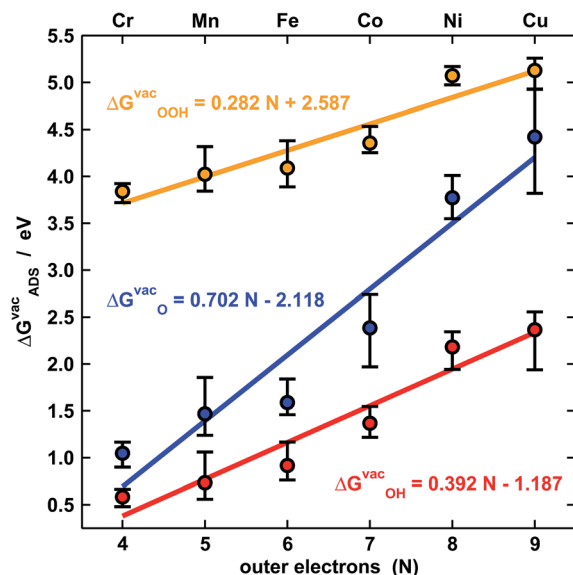 Cr Mn Fe Co Ni Cu
5.5
5.0
4.5
4.0
3.5
3.0
2.5
2.0
1.5
1.0
0.5
ΔG^vac_ADS / eV
ΔG^vac_OOH = 0.282 N + 2.587
ΔG^vac_O = 0.702 N - 2.118
ΔG^vac_OH = 0.392 N - 1.187
4 5 6 7 8 9
outer electrons (N)